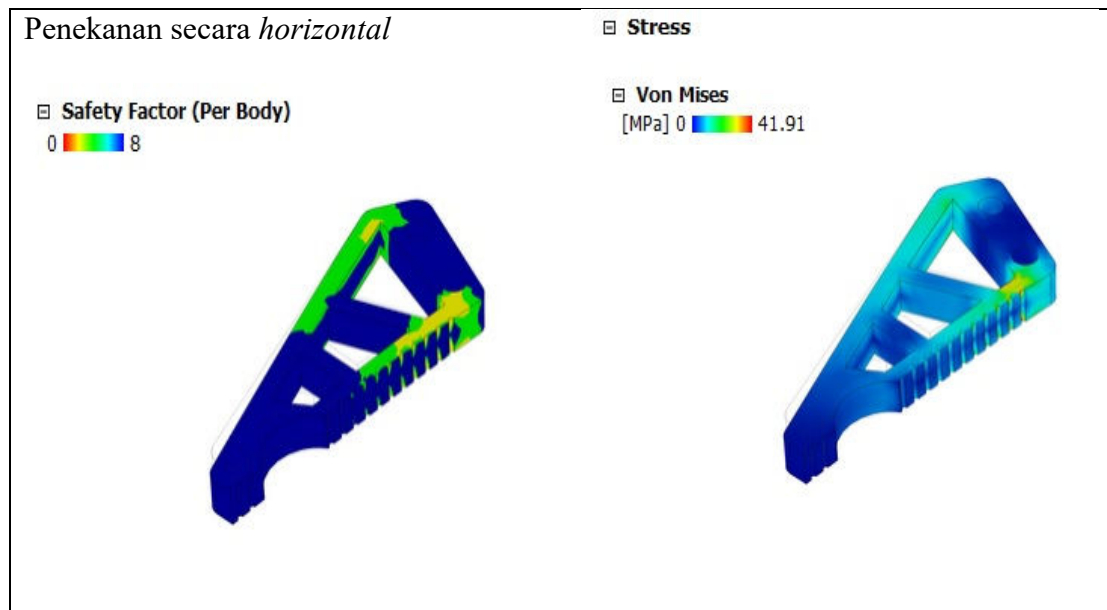 Penekanan secara horizontal
Safety Factor (Per Body)
0 8
Stress
Von Mises
[MPa] 0 41.91